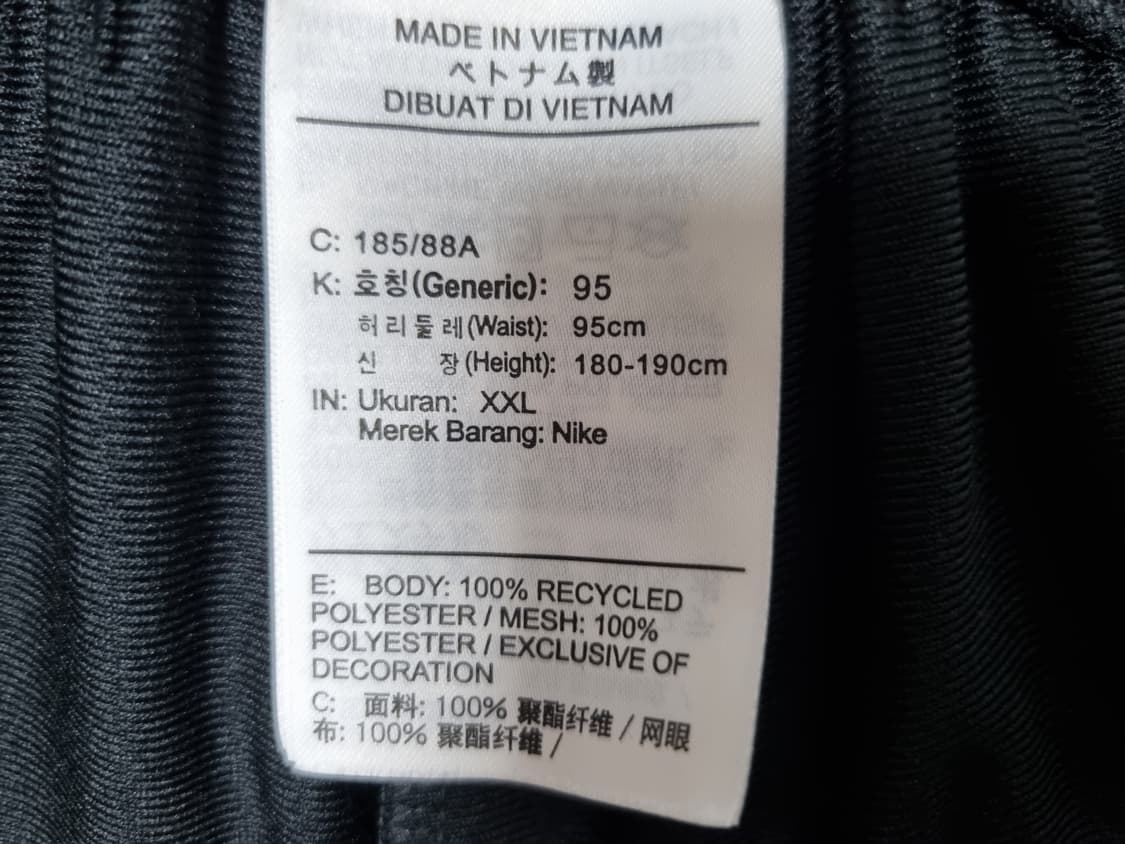 MADE IN VIETNAM
ベトナム製
DIBUAT DI VIETNAM
C: 185/88A
K: 호칭(Generic): 95
허리둘레(Waist): 95cm
신 장(Height): 180-190cm
IN: Ukuran: XXL
Merek Barang: Nike
E: BODY: 100% RECYCLED
POLYESTER / MESH: 100%
POLYESTER / EXCLUSIVE OF
DECORATION
C: 面料: 100% 聚酯纤维 / 网眼
布: 100% 聚酯纤维 /